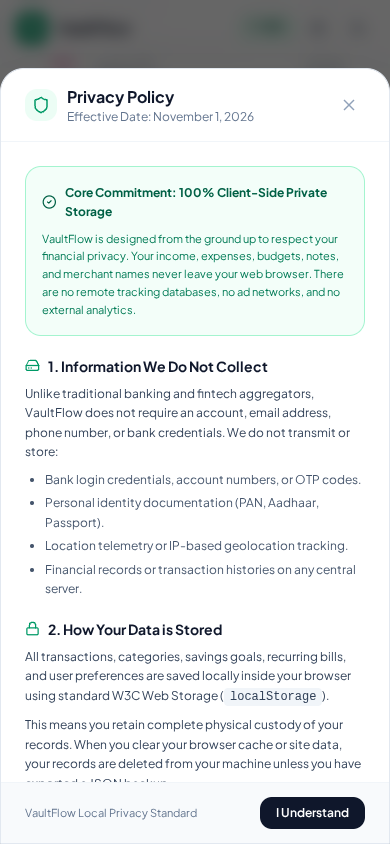 Privacy Policy
Effective Date: November 1, 2026
Core Commitment: 100% Client-Side Private
Storage
VaultFlow is designed from the ground up to respect your
financial privacy. Your income, expenses, budgets, notes,
and merchant names never leave your web browser. There
are no remote tracking databases, no ad networks, and no
external analytics.
1. Information We Do Not Collect
Unlike traditional banking and fintech aggregators,
VaultFlow does not require an account, email address,
phone number, or bank credentials. We do not transmit or
store:
• Bank login credentials, account numbers, or OTP codes.
• Personal identity documentation (PAN, Aadhaar,
Passport).
• Location telemetry or IP-based geolocation tracking.
• Financial records or transaction histories on any central
server.
2. How Your Data is Stored
All transactions, categories, savings goals, recurring bills,
and user preferences are saved locally inside your browser
using standard W3C Web Storage (localStorage).
This means you retain complete physical custody of your
records. When you clear your browser cache or site data,
your records are deleted from your machine unless you have
exported a JSON backup.
VaultFlow Local Privacy Standard
I Understand